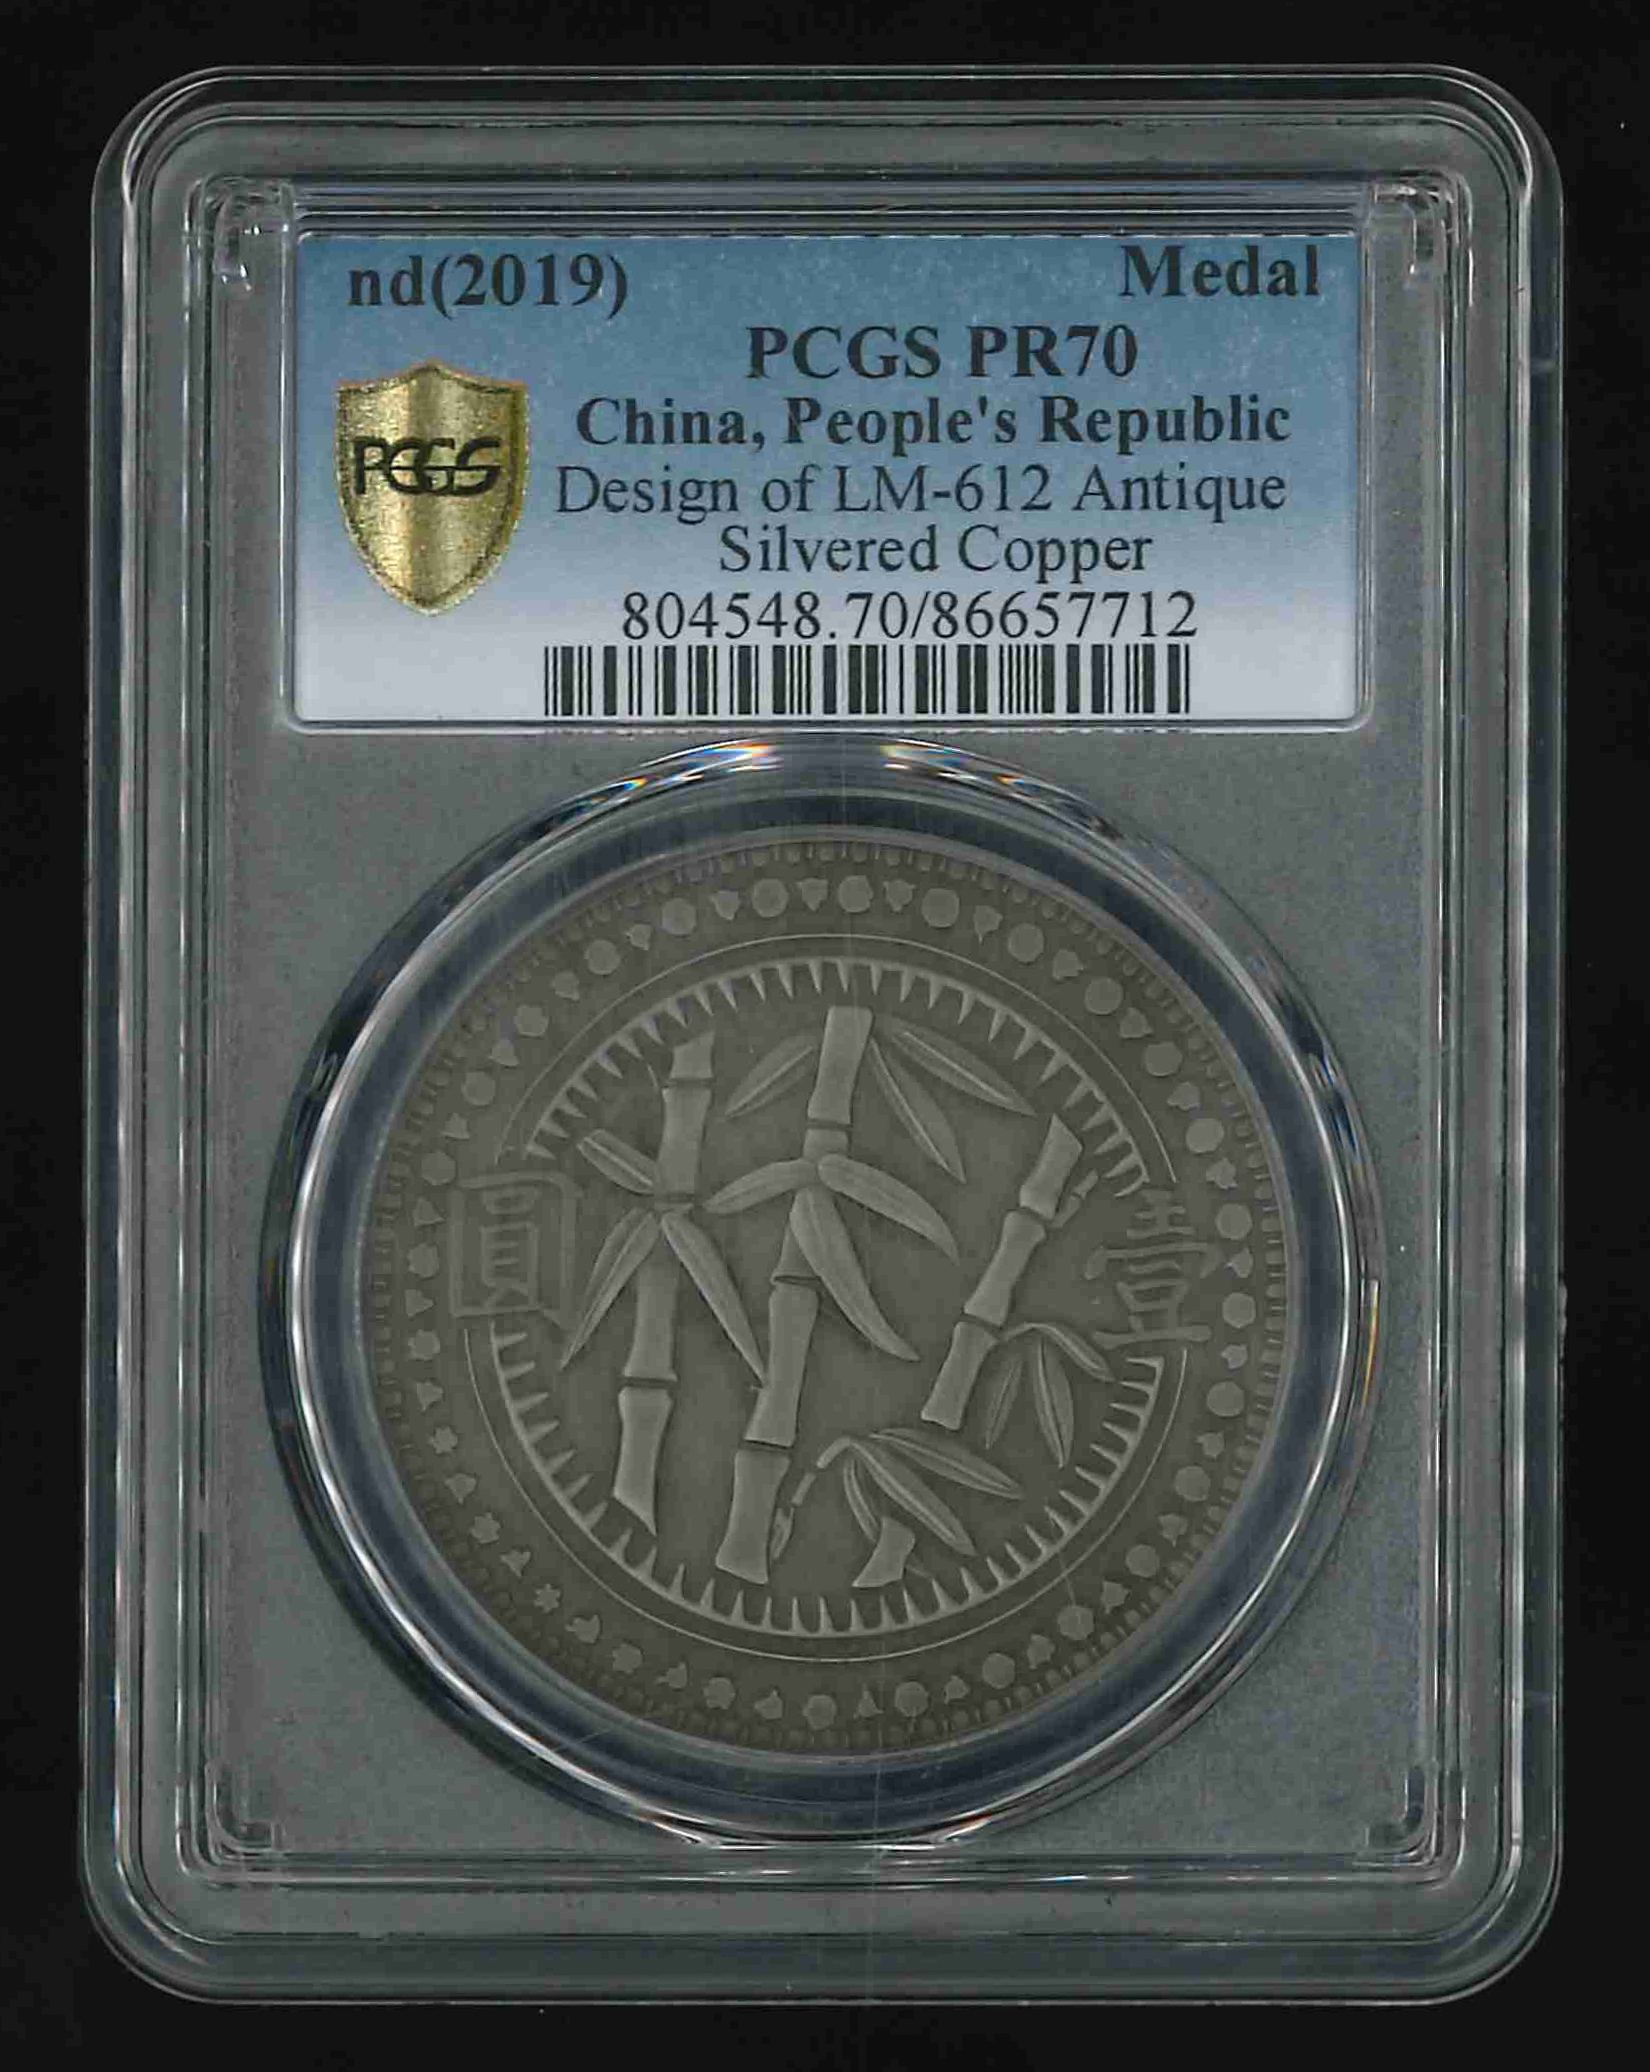 nd(2019) Medal
PCGS PR70
China, People's Republic
PCGS
Design of LM-612 Antique
Silvered Copper
804548.70/86657712
圓 壹